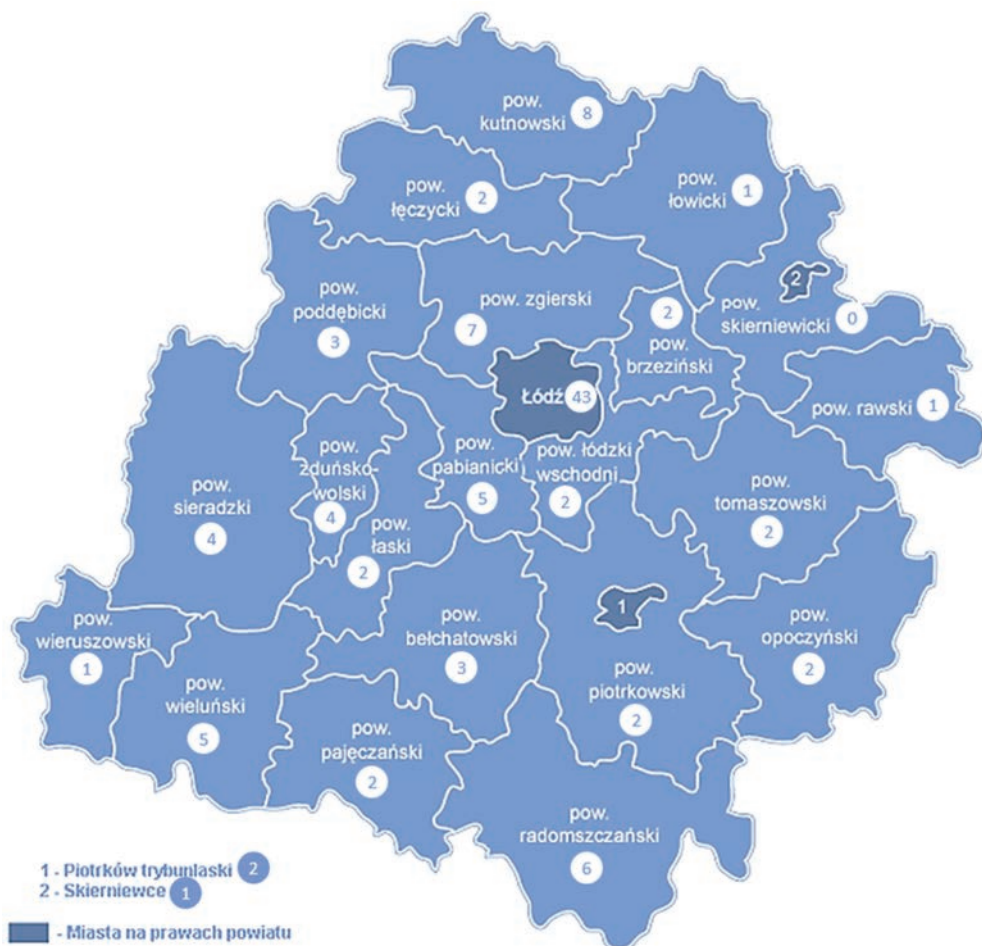 pow.
kutnowski 8
pow.
łęczycki 2
pow.
łowicki 1
2
pow.
poddębicki
3
pow. zgierski
7
2
pow.
brzeziński
pow.
skierniewicki 0
Łódź 43
pow. rawski 1
pow.
sieradzki
4
pow.
zduńsko-
wolski
4
pow.
łaski
2
pow.
pabianicki
5
pow. łódzki
wschodni
2
pow.
tomaszowski
2
pow.
wieruszowski
1
pow.
wieluński
5
pow.
bełchatowski
3
1
pow.
piotrkowski
2
pow.
opoczyński
2
pow.
pajęczański
2
pow.
radomszczański
6
1 - Piotrków trybunlaski 2
2 - Skierniewce 1
- Miasta na prawach powiatu